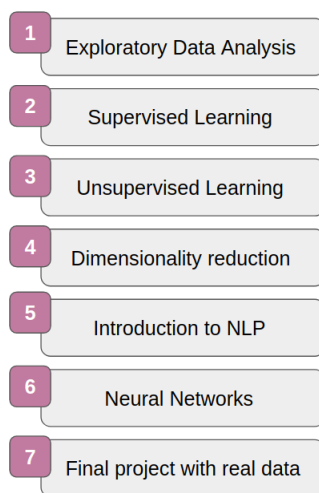 1
Exploratory Data Analysis
2
Supervised Learning
3
Unsupervised Learning
4
Dimensionality reduction
5
Introduction to NLP
6
Neural Networks
7
Final project with real data